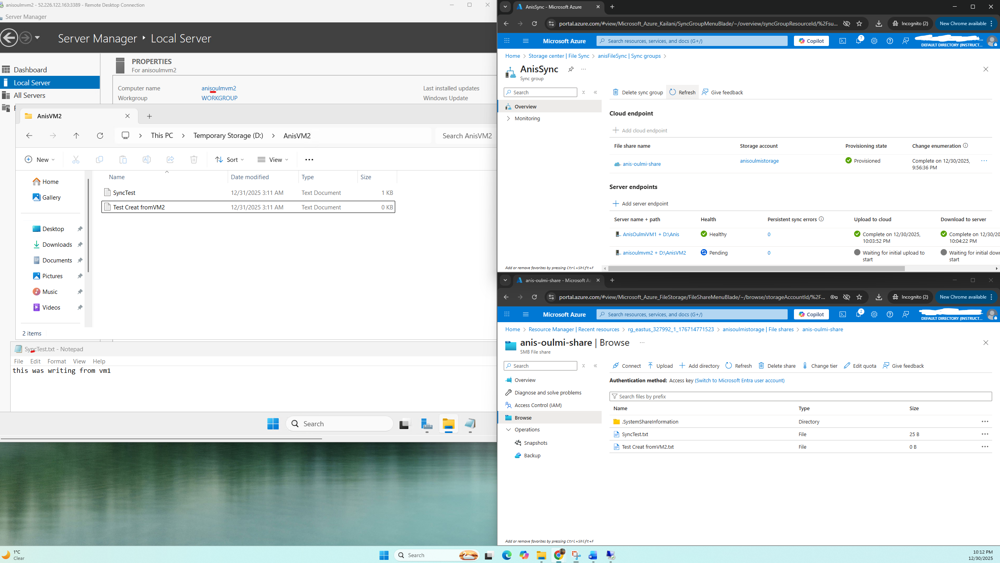 anisoulmvm2 - 52.226.122.163:3389 - Remote Desktop Connection
Server Manager
Server Manager ‣ Local Server
Dashboard
Local Server
All Servers
F
PROPERTIES
For anisoulmvm2
Computer name anisoulmvm2 Last installed updates
Workgroup WORKGROUP Windows Update
AnisVM2
This PC > Temporary Storage (D:) > AnisVM2
Search AnisVM2
New Sort View
Name Date modified Type Size
SyncTest 12/31/2025 3:11 AM Text Document 1 KB
Test Creat fromVM2 12/31/2025 3:11 AM Text Document 0 KB
Home
Gallery
Desktop
Downloads
Documents
Pictures
Music
Videos
2 items
SyncTest.txt - Notepad
File Edit Format View Help
this was writing from vm1
Search
1°C
Clear
Search
10:12 PM
12/30/2025
AnisSync - Microsoft Azure
portal.azure.com/#view/Microsoft_Azure_Kailani/SyncGroupMenuBlade/~/overview/syncGroupResourceId/%2Fsu...
Incognito (2)
New Chrome available
Microsoft Azure
Search resources, services, and docs (G+/)
Copilot
7
DEFAULT DIRECTORY (INSTRUCT...
Home > Storage center | File Sync > anisFileSync | Sync groups >
AnisSync
Sync group
Search
Delete sync group Refresh Give feedback
Overview
Monitoring
Cloud endpoint
Add cloud endpoint
File share name Storage account Provisioning state Change enumeration
anis-oulmi-share anisoulmistorage Provisioned Complete on 12/30/2025,
9:56:36 PM
Server endpoints
Add server endpoint
Server name + path Health Persistent sync errors Upload to cloud Download to server
AnisOulmiVM1 + D:\Anis Healthy 0 Complete on 12/30/2025, Complete on 12/30/20
10:03:52 PM 10:04:22 PM
anisoulmvm2 + D:\AnisVM2 Pending 0 Waiting for initial upload to Waiting for initial dow
start start
Add or remove favorites by pressing Ctrl+Shift+F
anis-oulmi-share - Microsoft Az
portal.azure.com/#view/Microsoft_Azure_FileStorage/FileShareMenuBlade/~/browse/storageAccountId/%2F...
Incognito (2)
New Chrome available
Microsoft Azure
Search resources, services, and docs (G+/)
Copilot
2
DEFAULT DIRECTORY (INSTRUCT...
Home > Resource Manager | Recent resources > rg_eastus_327992_1_176714771523 > anisoulmistorage | File shares > anis-oulmi-share
anis-oulmi-share | Browse
SMB File share
Search
Connect Upload Add directory Refresh Delete share Change tier Edit quota Give feedback
Overview
Diagnose and solve problems
Access Control (IAM)
Browse
Operations
Snapshots
Backup
Authentication method: Access key (Switch to Microsoft Entra user account)
Search files by prefix
Name Type Size
.SystemShareInformation Directory
SyncTest.txt File 25 B
Test Creat fromVM2.txt File 0 B
Add or remove favorites by pressing Ctrl+Shift+F